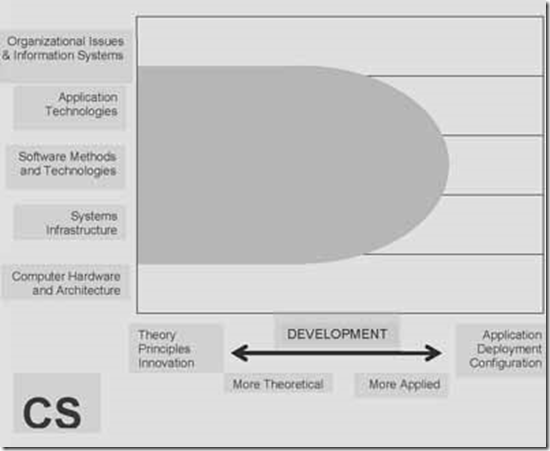 Organizational Issues
& Information Systems
Application
Technologies
Software Methods
and Technologies
Systems
Infrastructure
Computer Hardware
and Architecture
Theory
Principles
Innovation
DEVELOPMENT
Application
Deployment
Configuration
More Theoretical
More Applied
CS